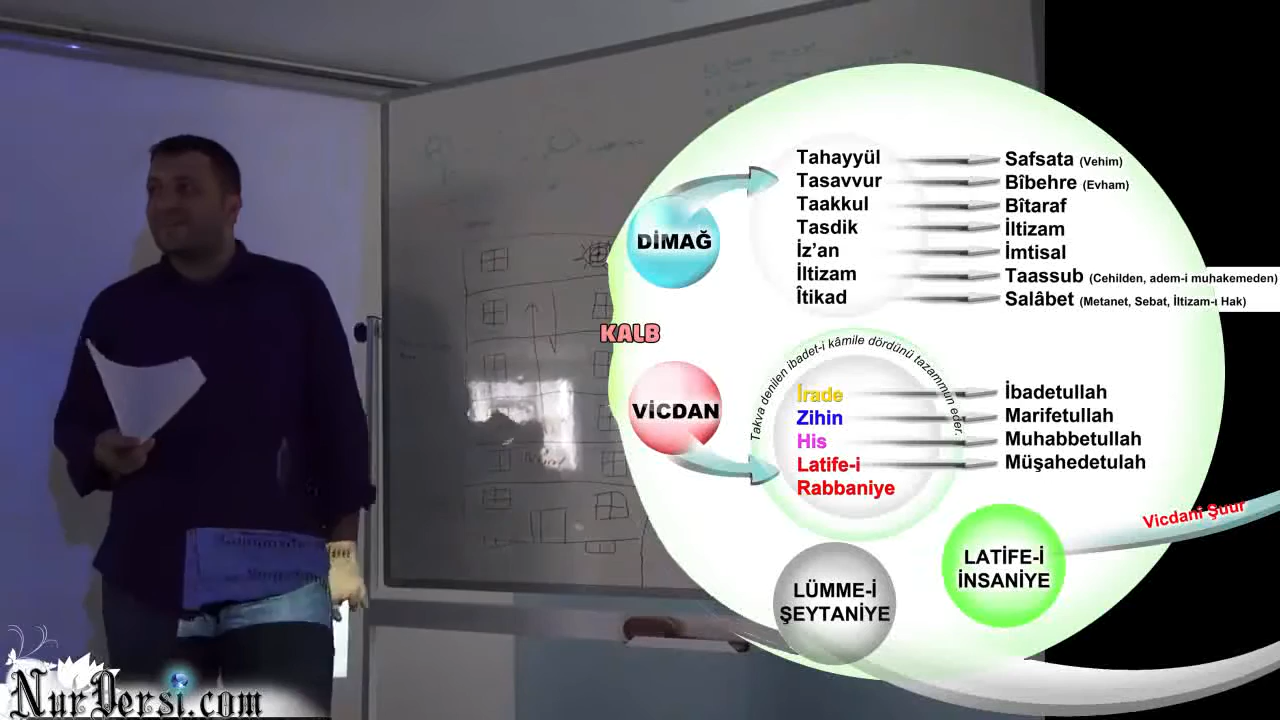 Tahayyül Safsata (Vehim)
Tasavvur Bîbehre (Evham)
Taakkul Bîtaraf
Tasdik İltizam
İz’an İmtisal
İltizam Taassub (Cehilden, adem-i muhakemeden)
Îtikad Salâbet (Metanet, Sebat, İltizam-ı Hak)
DİMAĞ
KALB
VİCDAN
Takva denilen ibadet-i kâmile dördünü tazammun eder.
İrade İbadetullah
Zihin Marifetullah
His Muhabbetullah
Latife-i Müşahedetulah
Rabbaniye
Vicdanî Şuur
LATİFE-İ
İNSANİYE
LÜMME-İ
ŞEYTANİYE
NurDersi.com